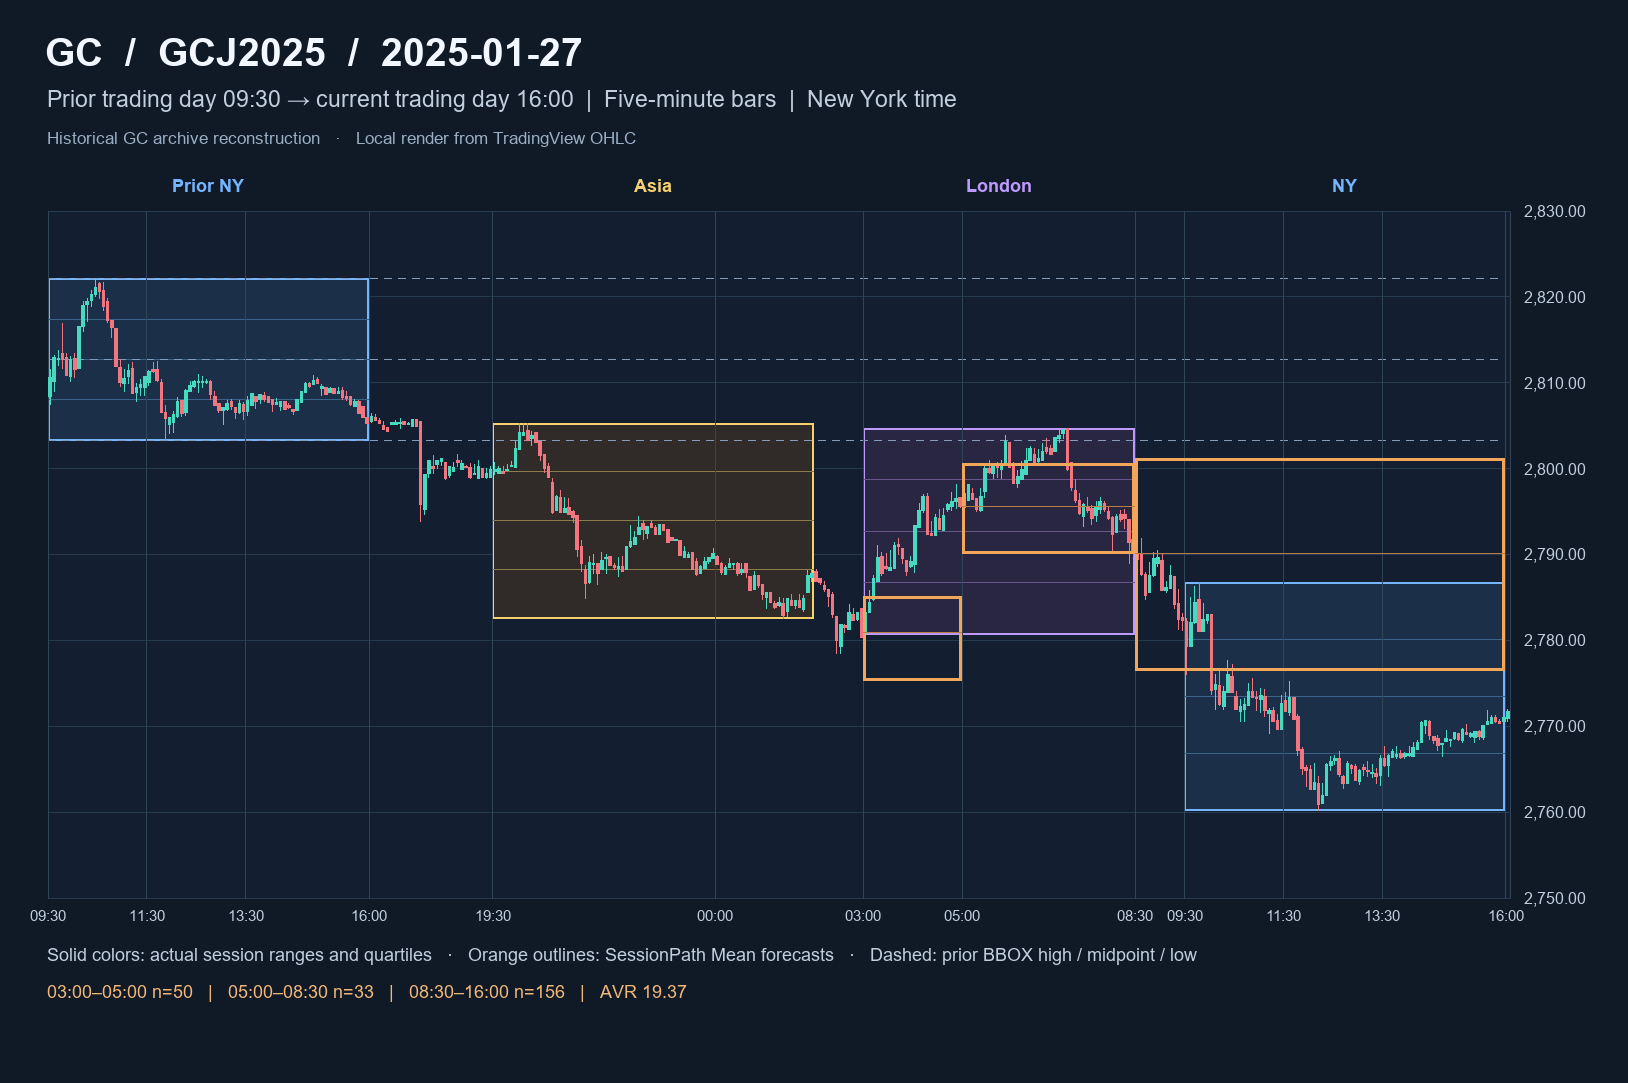 GC / GCJ2025 / 2025-01-27
Prior trading day 09:30 → current trading day 16:00 | Five-minute bars | New York time
Historical GC archive reconstruction · Local render from TradingView OHLC
Prior NY Asia London NY
2,830.00
2,820.00
2,810.00
2,800.00
2,790.00
2,780.00
2,770.00
2,760.00
2,750.00
09:30 11:30 13:30 16:00 19:30 00:00 03:00 05:00 08:30 09:30 11:30 13:30 16:00
Solid colors: actual session ranges and quartiles · Orange outlines: SessionPath Mean forecasts · Dashed: prior BBOX high / midpoint / low
03:00–05:00 n=50 | 05:00–08:30 n=33 | 08:30–16:00 n=156 | AVR 19.37